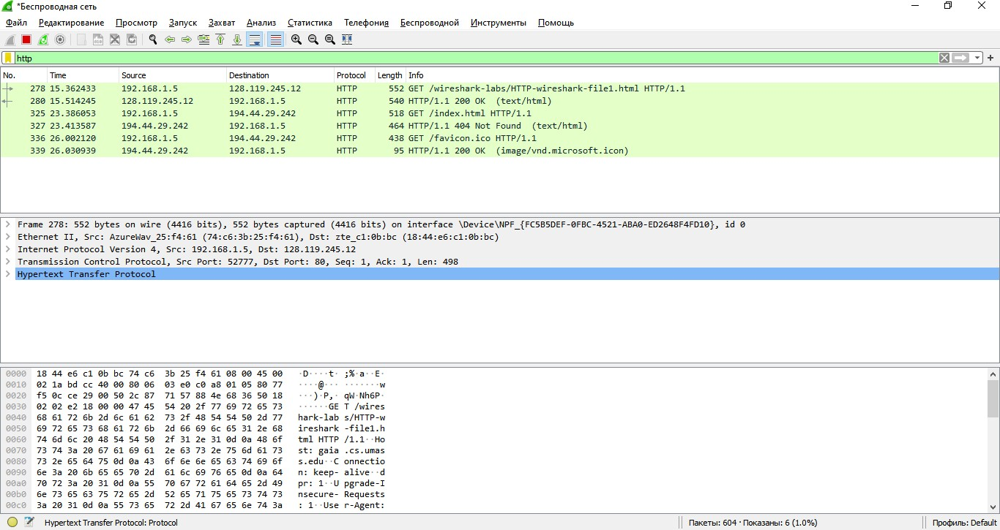 *Беспроводная сеть
Файл Редактирование Просмотр Запуск Захват Анализ Статистика Телефония Беспроводной Инструменты Помощь
http
No. Time Source Destination Protocol Length Info
278 15.362433 192.168.1.5 128.119.245.12 HTTP 552 GET /wireshark-labs/HTTP-wireshark-file1.html HTTP/1.1
280 15.514245 128.119.245.12 192.168.1.5 HTTP 540 HTTP/1.1 200 OK (text/html)
325 23.386053 192.168.1.5 194.44.29.242 HTTP 518 GET /index.html HTTP/1.1
327 23.413587 194.44.29.242 192.168.1.5 HTTP 464 HTTP/1.1 404 Not Found (text/html)
336 26.002120 192.168.1.5 194.44.29.242 HTTP 438 GET /favicon.ico HTTP/1.1
339 26.030939 194.44.29.242 192.168.1.5 HTTP 95 HTTP/1.1 200 OK (image/vnd.microsoft.icon)
Frame 278: 552 bytes on wire (4416 bits), 552 bytes captured (4416 bits) on interface \Device\NPF_{FC5B5DEF-0FBC-4521-ABA0-ED2648F4FD10}, id 0
Ethernet II, Src: AzureWav_25:f4:61 (74:c6:3b:25:f4:61), Dst: zte_c1:0b:bc (18:44:e6:c1:0b:bc)
Internet Protocol Version 4, Src: 192.168.1.5, Dst: 128.119.245.12
Transmission Control Protocol, Src Port: 52777, Dst Port: 80, Seq: 1, Ack: 1, Len: 498
Hypertext Transfer Protocol
0000 18 44 e6 c1 0b bc 74 c6 3b 25 f4 61 08 00 45 00 ·D····t· ;%·a··E·
0010 02 1a bd cc 40 00 80 06 03 e0 c0 a8 01 05 80 77 ····@··· ·······w
0020 f5 0c ce 29 00 50 2c 87 71 57 88 4e 68 36 50 18 ···)·P,· qW·Nh6P·
0030 02 02 e2 18 00 00 47 45 54 20 2f 77 69 72 65 73 ······GE T /wires
0040 68 61 72 6b 2d 6c 61 62 73 2f 48 54 54 50 2d 77 hark-lab s/HTTP-w
0050 69 72 65 73 68 61 72 6b 2d 66 69 6c 65 31 2e 68 ireshark -file1.h
0060 74 6d 6c 20 48 54 54 50 2f 31 2e 31 0d 0a 48 6f tml HTTP /1.1··Ho
0070 73 74 3a 20 67 61 69 61 2e 63 73 2e 75 6d 61 73 st: gaia .cs.umas
0080 73 2e 65 64 75 0d 0a 43 6f 6e 6e 65 63 74 69 6f s.edu··C onnectio
0090 6e 3a 20 6b 65 65 70 2d 61 6c 69 76 65 0d 0a 64 n: keep- alive··d
00a0 70 72 3a 20 31 0d 0a 55 70 67 72 61 64 65 2d 49 pr: 1··U pgrade-I
00b0 6e 73 65 63 75 72 65 2d 52 65 71 75 65 73 74 73 nsecure- Requests
00c0 3a 20 31 0d 0a 55 73 65 72 2d 41 67 65 6e 74 3a : 1··Use r-Agent:
Hypertext Transfer Protocol: Protocol Пакеты: 604 · Показаны: 6 (1.0%) Профиль: Default